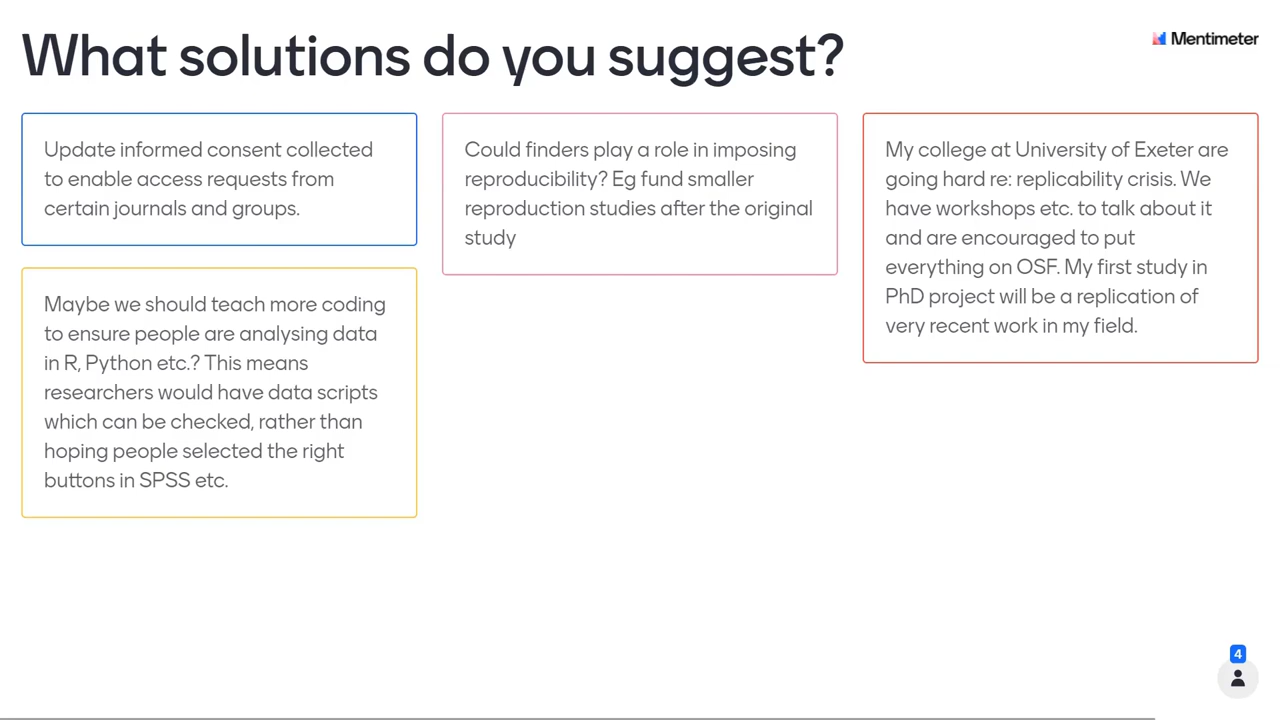 What solutions do you suggest?
Mentimeter
Update informed consent collected
to enable access requests from
certain journals and groups.
Could finders play a role in imposing
reproducibility? Eg fund smaller
reproduction studies after the original
study
My college at University of Exeter are
going hard re: replicability crisis. We
have workshops etc. to talk about it
and are encouraged to put
everything on OSF. My first study in
PhD project will be a replication of
very recent work in my field.
Maybe we should teach more coding
to ensure people are analysing data
in R, Python etc.? This means
researchers would have data scripts
which can be checked, rather than
hoping people selected the right
buttons in SPSS etc.
4